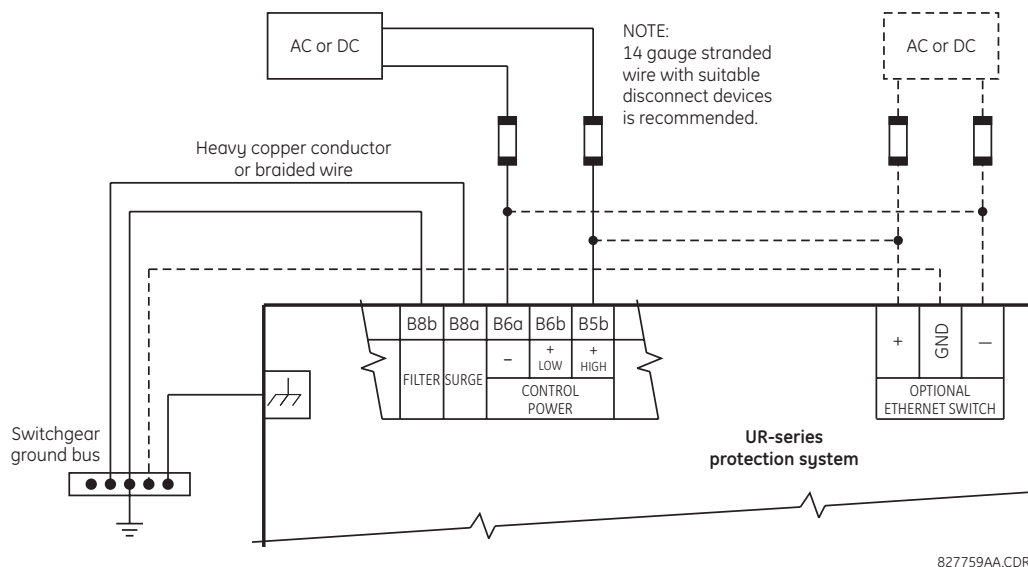 AC or DC
NOTE:
14 gauge stranded
wire with suitable
disconnect devices
is recommended.
AC or DC
Heavy copper conductor
or braided wire
B8b B8a B6a B6b B5b
FILTER SURGE – + LOW + HIGH
CONTROL
POWER
+ GND –
OPTIONAL
ETHERNET SWITCH
Switchgear
ground bus
UR-series
protection system
827759AA.CDR